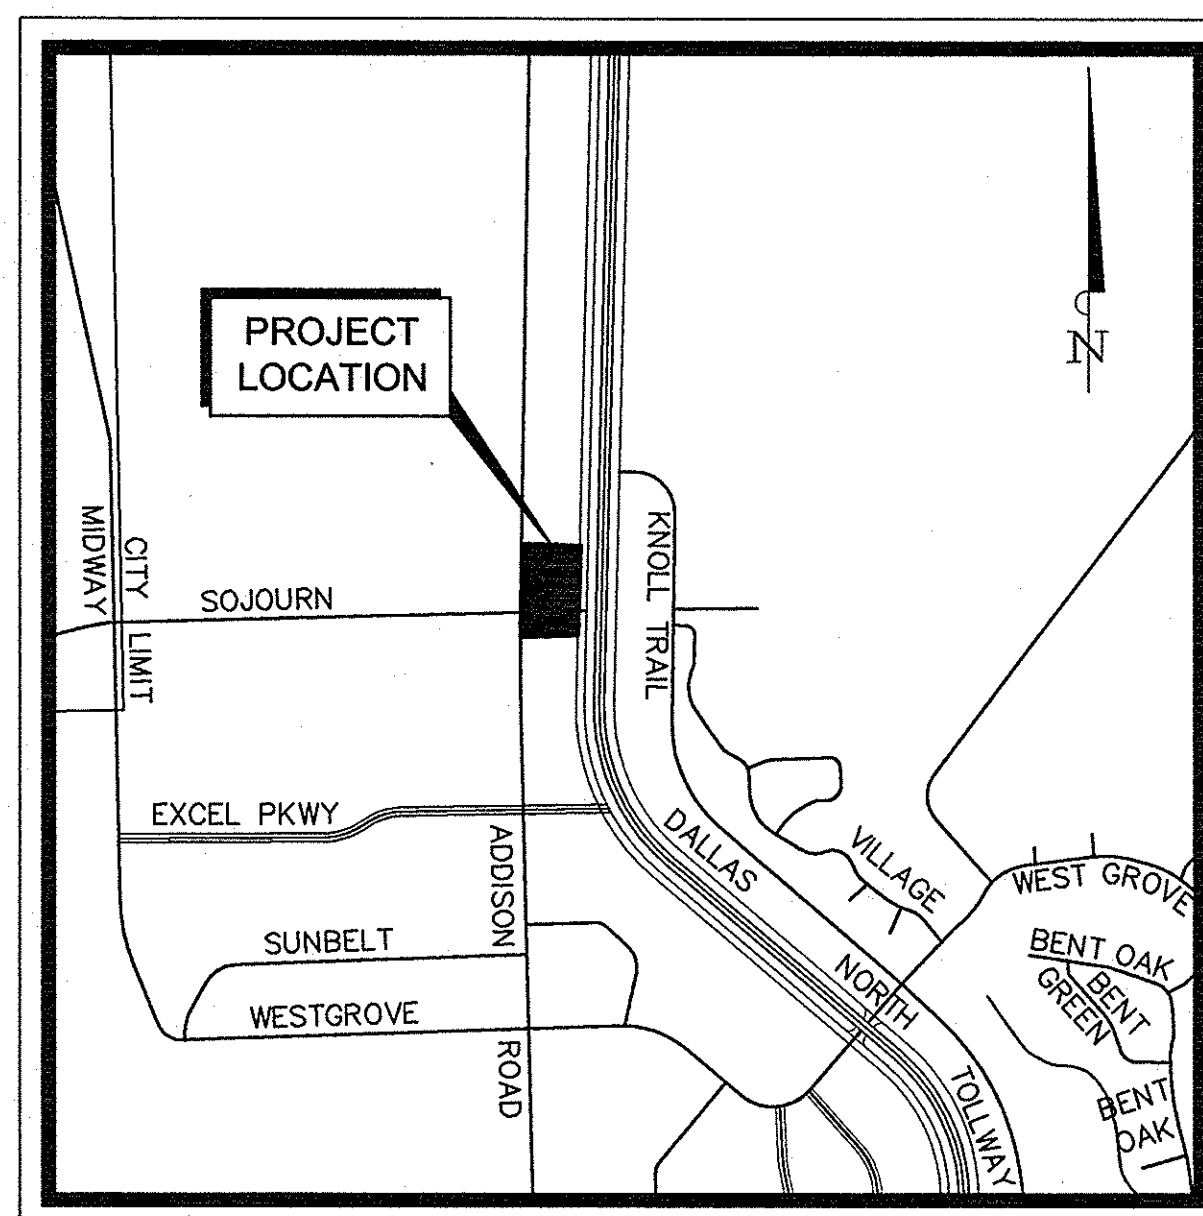 PROJECT
LOCATION
N
MIDWAY
CITY LIMIT
SOJOURN
KNOLL TRAIL
EXCEL PKWY
ADDISON ROAD
DALLAS NORTH TOLLWAY
VILLAGE
WEST GROVE
SUNBELT
BENT OAK
BENT
GREEN
WESTGROVE
BENT
OAK